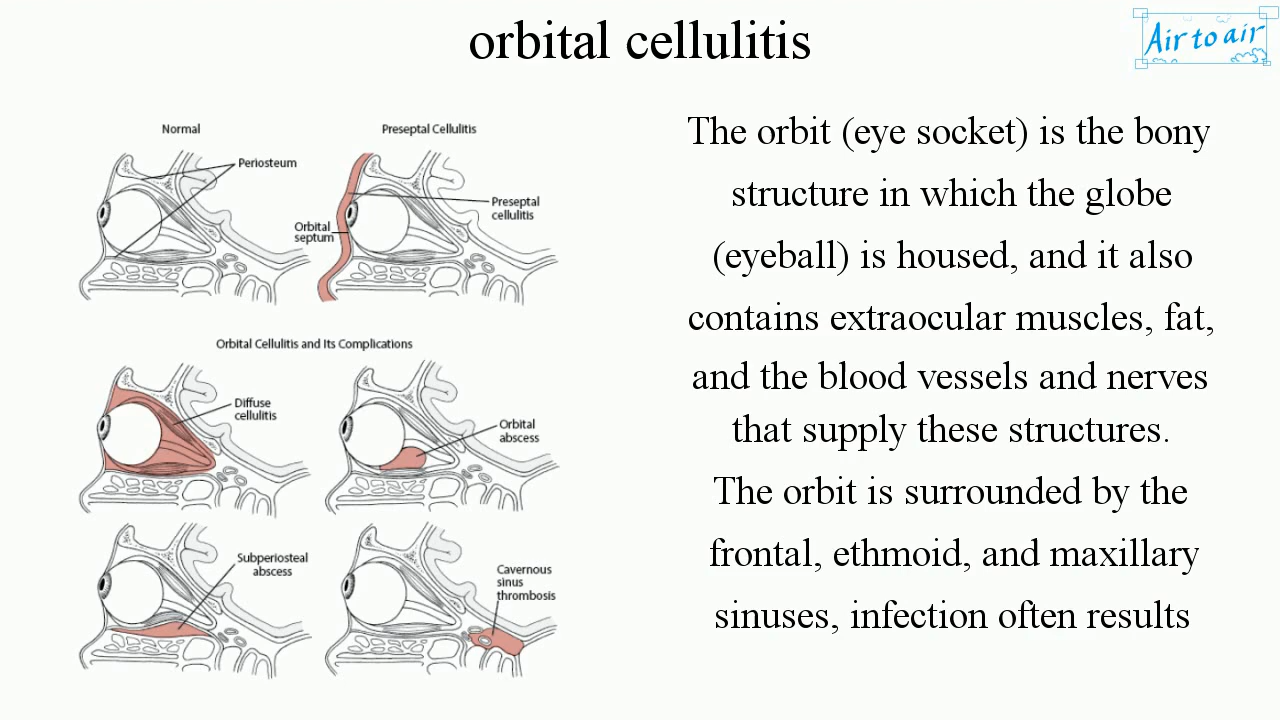 orbital cellulitis
Air to air
Normal
Periosteum
Preseptal Cellulitis
Preseptal
cellulitis
Orbital
septum
Orbital Cellulitis and Its Complications
Diffuse
cellulitis
Orbital
abscess
Subperiosteal
abscess
Cavernous
sinus
thrombosis
The orbit (eye socket) is the bony
structure in which the globe
(eyeball) is housed, and it also
contains extraocular muscles, fat,
and the blood vessels and nerves
that supply these structures.
The orbit is surrounded by the
frontal, ethmoid, and maxillary
sinuses, infection often results